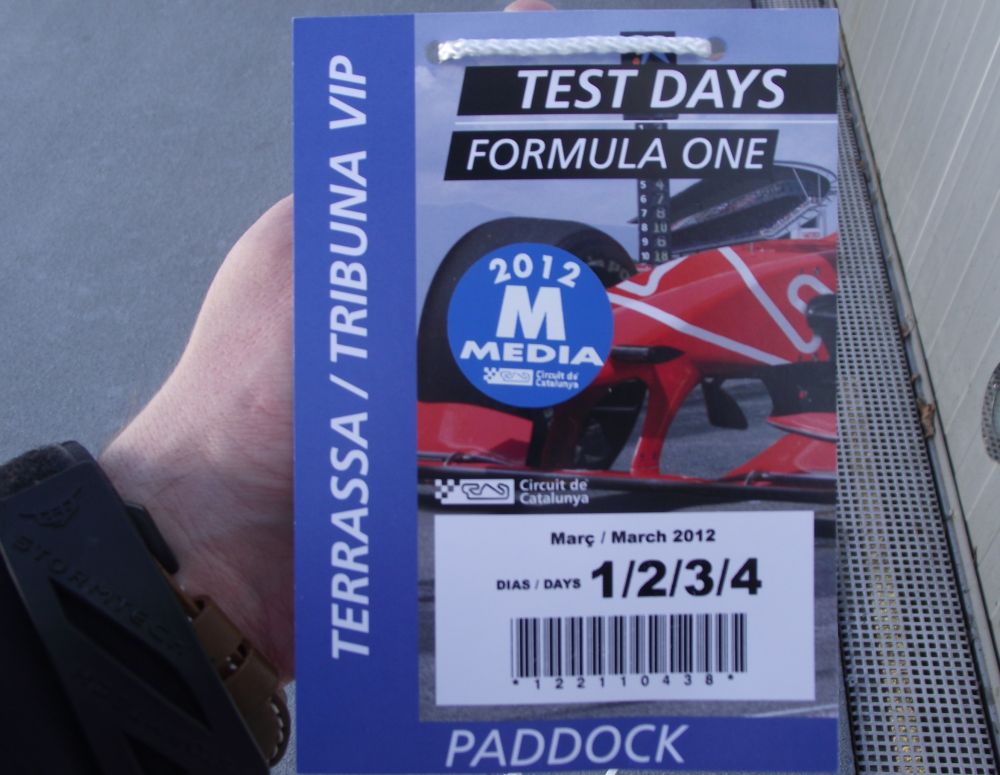 TERRASSA / TRIBUNA VIP
TEST DAYS
FORMULA ONE
2012
M
MEDIA
Circuit de
Catalunya
Circuit de
Catalunya
Març / March 2012
DIAS / DAYS 1/2/3/4
*122110438*
PADDOCK
STORMTECH